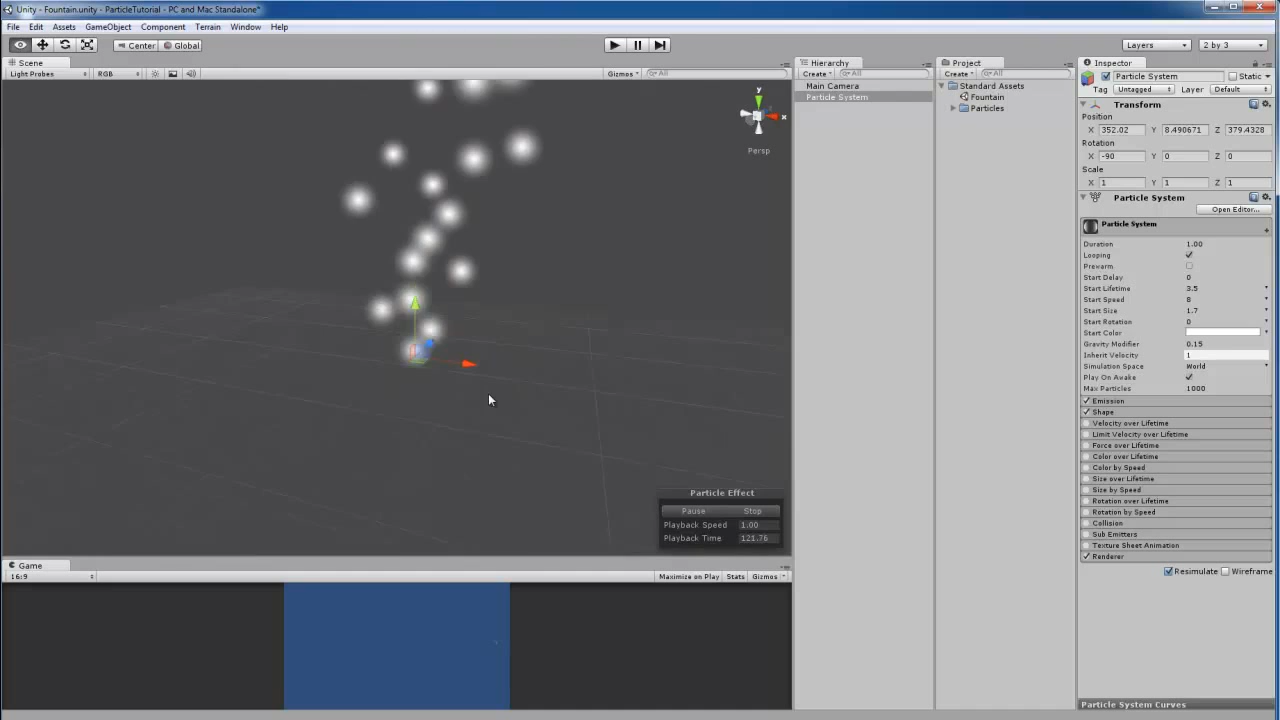 Unity - Fountain.unity - ParticleTutorial - PC and Mac Standalone*
File Edit Assets GameObject Component Terrain Window Help
Center Global Layers 2 by 3
Scene
Light Probes RGB Gizmos All
y
x
Persp
Particle Effect
Pause Stop
Playback Speed 1.00
Playback Time 121.76
Game
16:9 Maximize on Play Stats Gizmos
Hierarchy
Create All
Main Camera
Particle System
Project
Create All
Standard Assets
Fountain
Particles
Inspector
Particle System Static
Tag Untagged Layer Default
Transform
Position
X 352.02 Y 8.490671 Z 379.4328
Rotation
X -90 Y 0 Z 0
Scale
X 1 Y 1 Z 1
Particle System
Open Editor...
Particle System
Duration 1.00
Looping
Prewarm
Start Delay 0
Start Lifetime 3.5
Start Speed 8
Start Size 1.7
Start Rotation 0
Start Color
Gravity Modifier 0.15
Inherit Velocity 1
Simulation Space World
Play On Awake
Max Particles 1000
Emission
Shape
Velocity over Lifetime
Limit Velocity over Lifetime
Force over Lifetime
Color over Lifetime
Color by Speed
Size over Lifetime
Size by Speed
Rotation over Lifetime
Rotation by Speed
Collision
Sub Emitters
Texture Sheet Animation
Renderer
Resimulate Wireframe
Particle System Curves